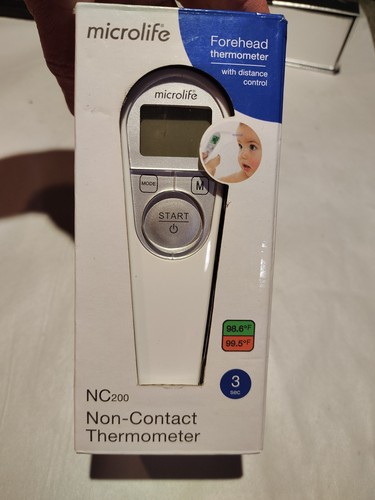 microlife®
Forehead
thermometer
with distance
control
microlife®
MODE
M
START
98.6°F
99.5°F
3
sec
NC200
Non-Contact
Thermometer